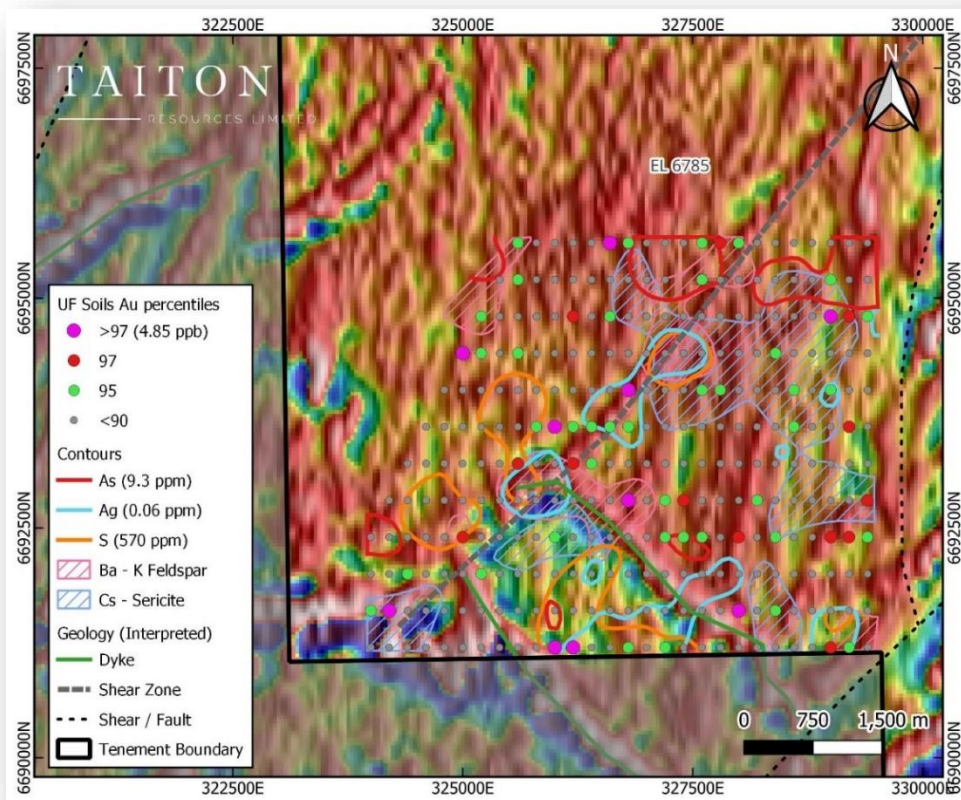 322500E 325000E 327500E 330000E
6697500N
6697500N
TAITON
RESOURCES LIMITED
N
EL 6785
6695000N
6695000N
UF Soils Au percentiles
>97 (4.85 ppb)
97
95
<90
Contours
As (9.3 ppm)
Ag (0.06 ppm)
S (570 ppm)
Ba - K Feldspar
Cs - Sericite
Geology (Interpreted)
Dyke
Shear Zone
Shear / Fault
Tenement Boundary
6692500N
6692500N
0 750 1,500 m
6690000N
6690000N
322500E 325000E 327500E 330000E